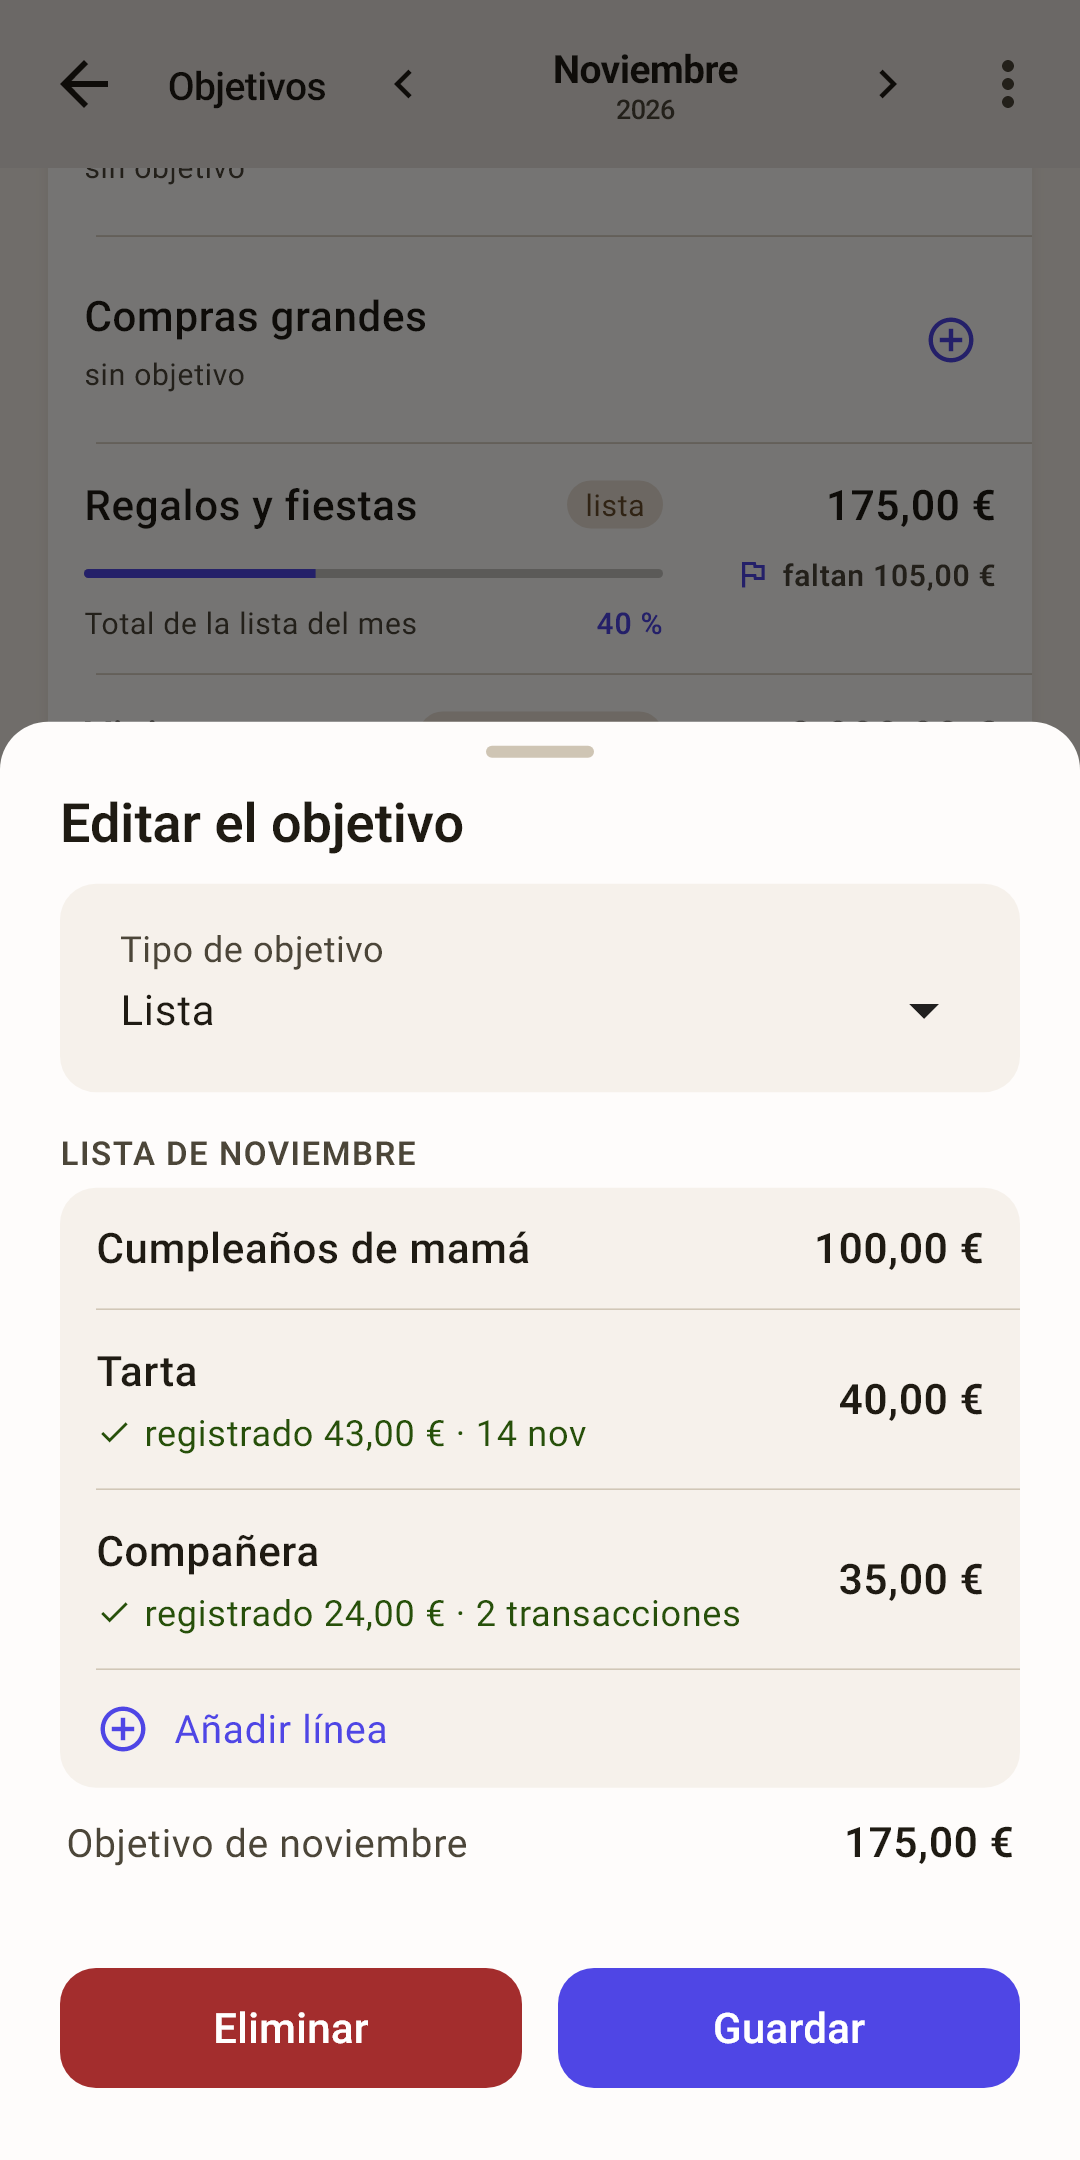 Objetivos
Noviembre
2026
sin objetivo
Compras grandes
sin objetivo
Regalos y fiestas
lista
175,00 €
faltan 105,00 €
Total de la lista del mes
40 %
Editar el objetivo
Tipo de objetivo
Lista
LISTA DE NOVIEMBRE
Cumpleaños de mamá
100,00 €
Tarta
40,00 €
registrado 43,00 € · 14 nov
Compañera
35,00 €
registrado 24,00 € · 2 transacciones
Añadir línea
Objetivo de noviembre
175,00 €
Eliminar
Guardar